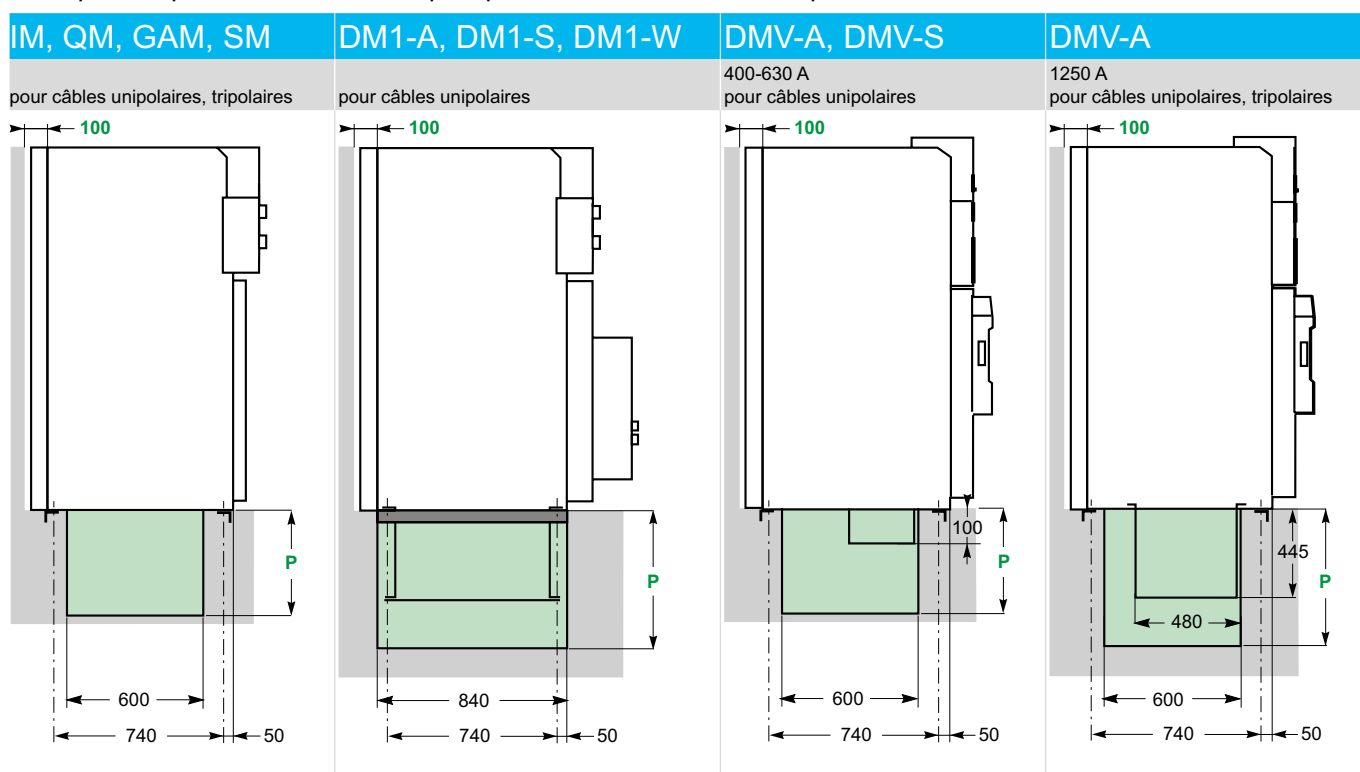 IM, QM, GAM, SM
pour câbles unipolaires, tripolaires
100
P
600
740
50
DM1-A, DM1-S, DM1-W
pour câbles unipolaires
100
P
840
740
50
DMV-A, DMV-S
400-630 A
pour câbles unipolaires
100
100
P
600
740
50
DMV-A
1250 A
pour câbles unipolaires, tripolaires
100
445
P
480
600
740
50